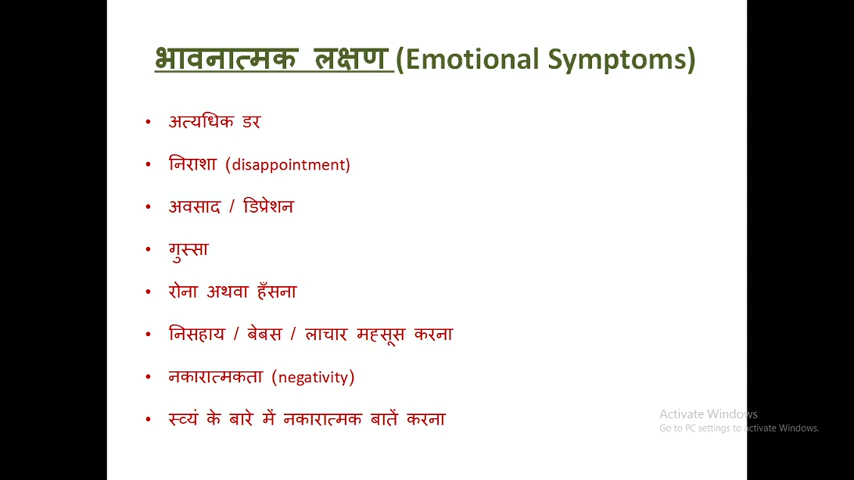 भावनात्मक लक्षण (Emotional Symptoms)
• अत्यधिक डर
• निराशा (disappointment)
• अवसाद / डिप्रेशन
• गुस्सा
• रोना अथवा हँसना
• निसहाय / बेबस / लाचार मह्सूस करना
• नकारात्मकता (negativity)
• स्व्यं के बारे में नकारात्मक बातें करना
Activate Windows
Go to PC settings to activate Windows.